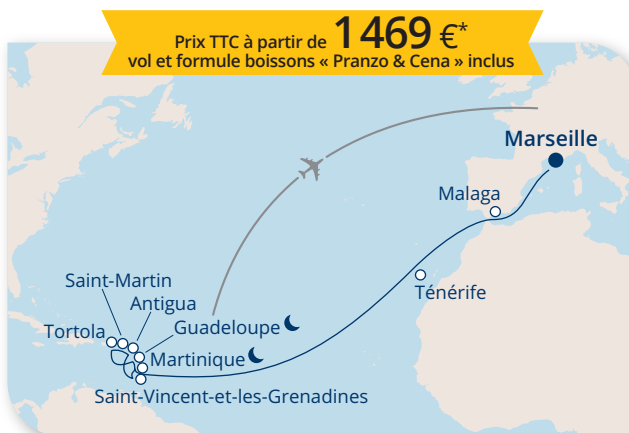 Prix TTC à partir de 1 469 €*
vol et formule boissons « Pranzo & Cena » inclus
Marseille
Malaga
Ténérife
Saint-Martin
Antigua
Guadeloupe
Tortola
Martinique
Saint-Vincent-et-les-Grenadines